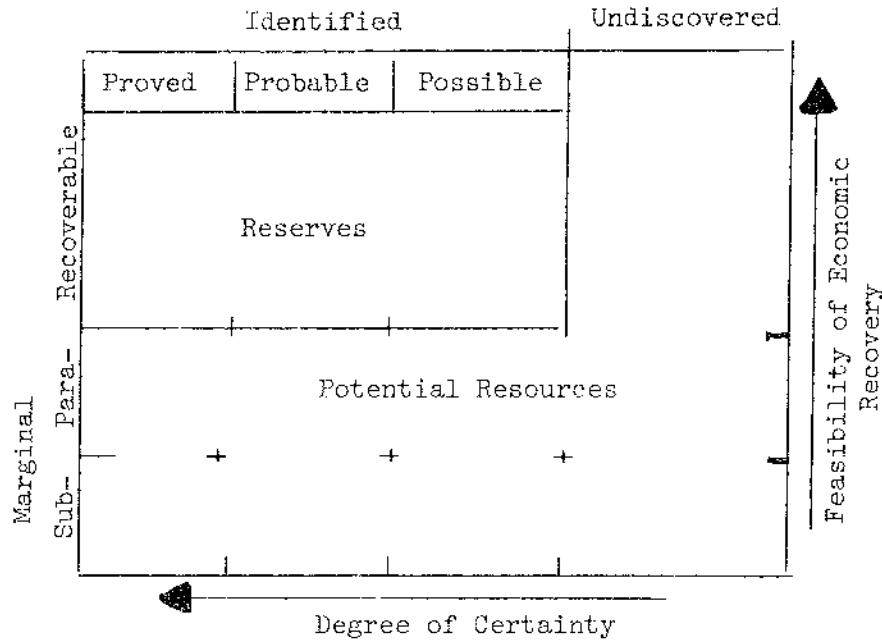 Identified
Undiscovered
Proved
Probable
Possible
Recoverable
Reserves
Feasibility of Economic
Recovery
Potential Resources
Marginal
Para-
Sub-
Degree of Certainty